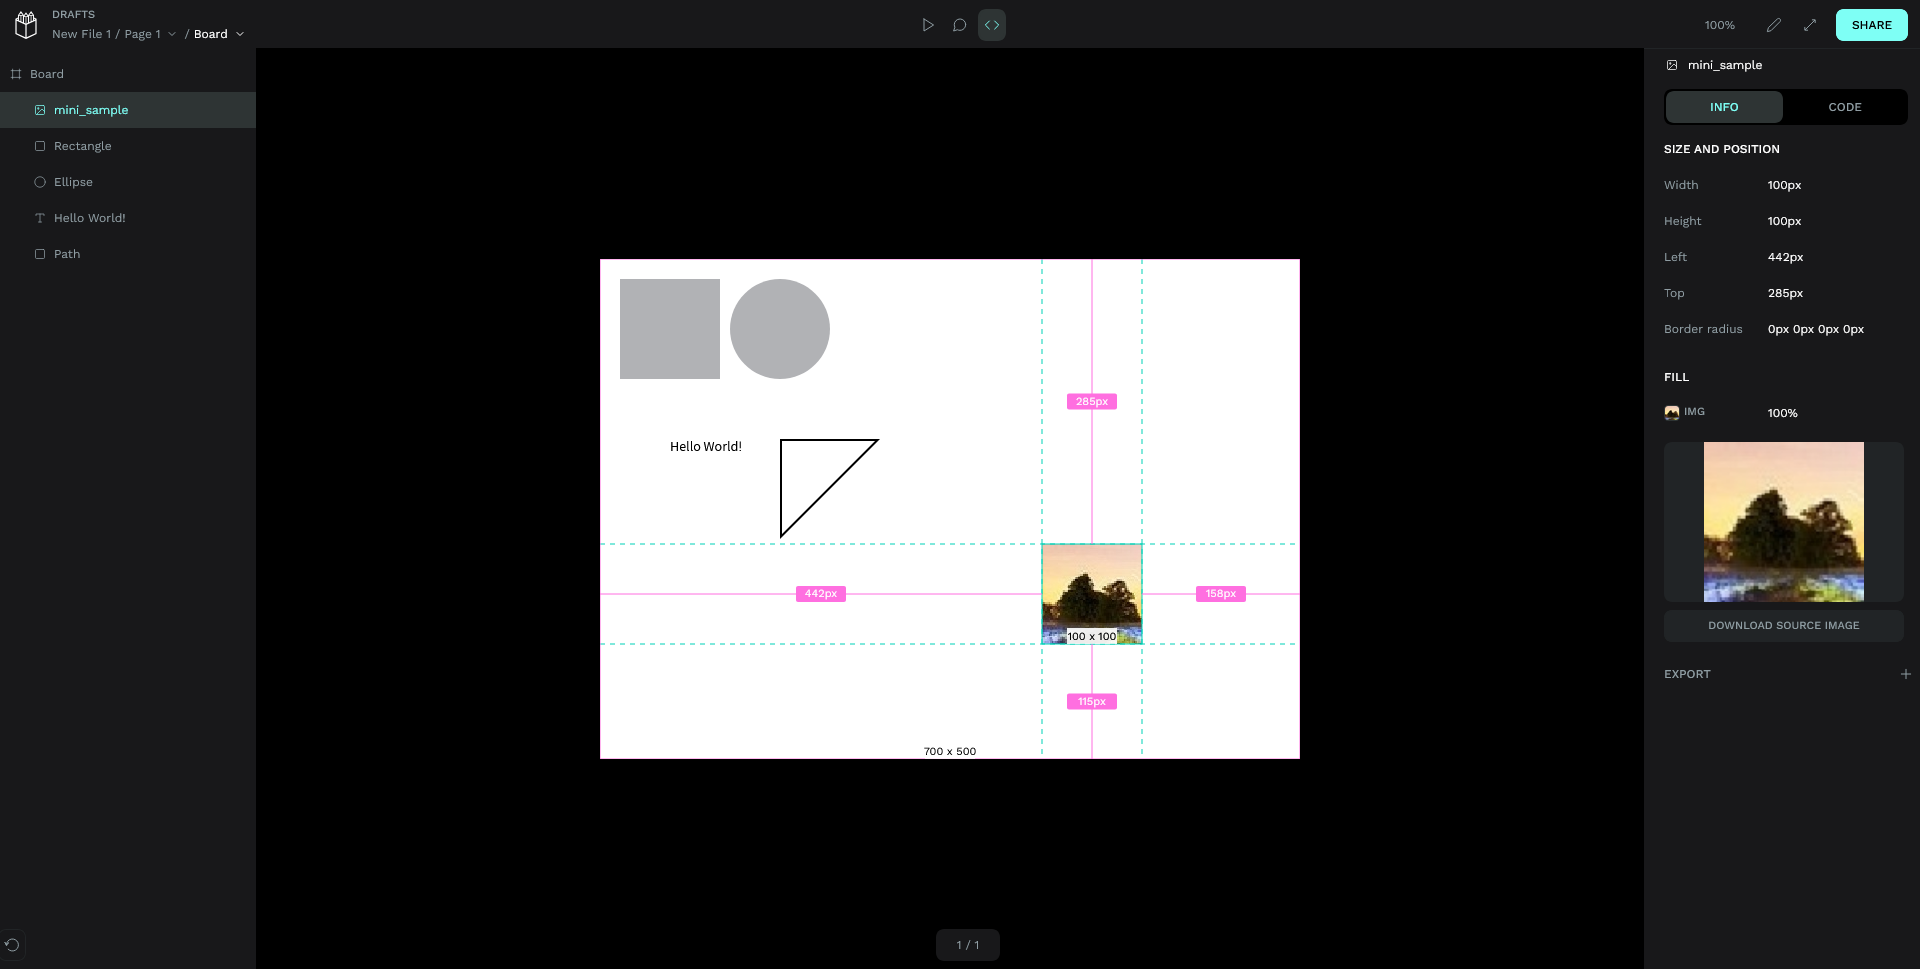 DRAFTS
New File 1 / Page 1 / Board
100%
SHARE
Board
mini_sample
Rectangle
Ellipse
Hello World!
Path
285px
Hello World!
442px
158px
100 x 100
115px
700 x 500
1 / 1
mini_sample
INFO
CODE
SIZE AND POSITION
Width 100px
Height 100px
Left 442px
Top 285px
Border radius 0px 0px 0px 0px
FILL
IMG 100%
DOWNLOAD SOURCE IMAGE
EXPORT